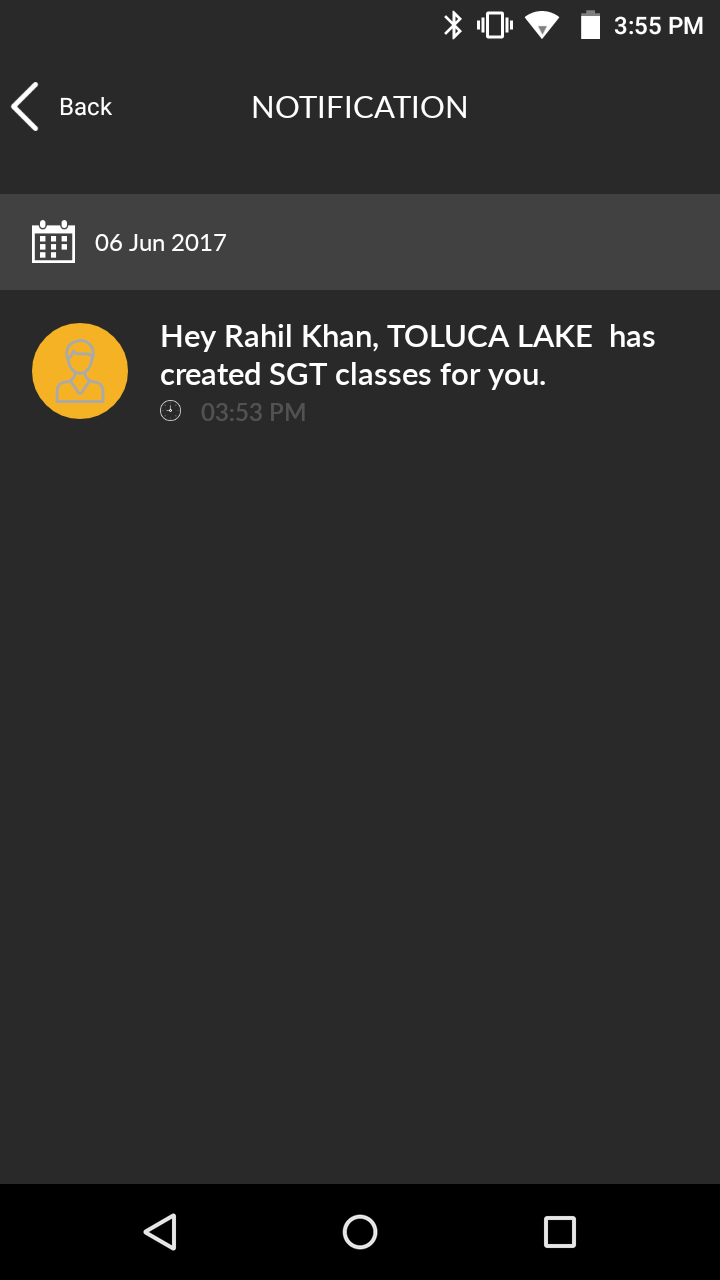 3:55 PM
Back
NOTIFICATION
06 Jun 2017
Hey Rahil Khan, TOLUCA LAKE  has
created SGT classes for you.
03:53 PM